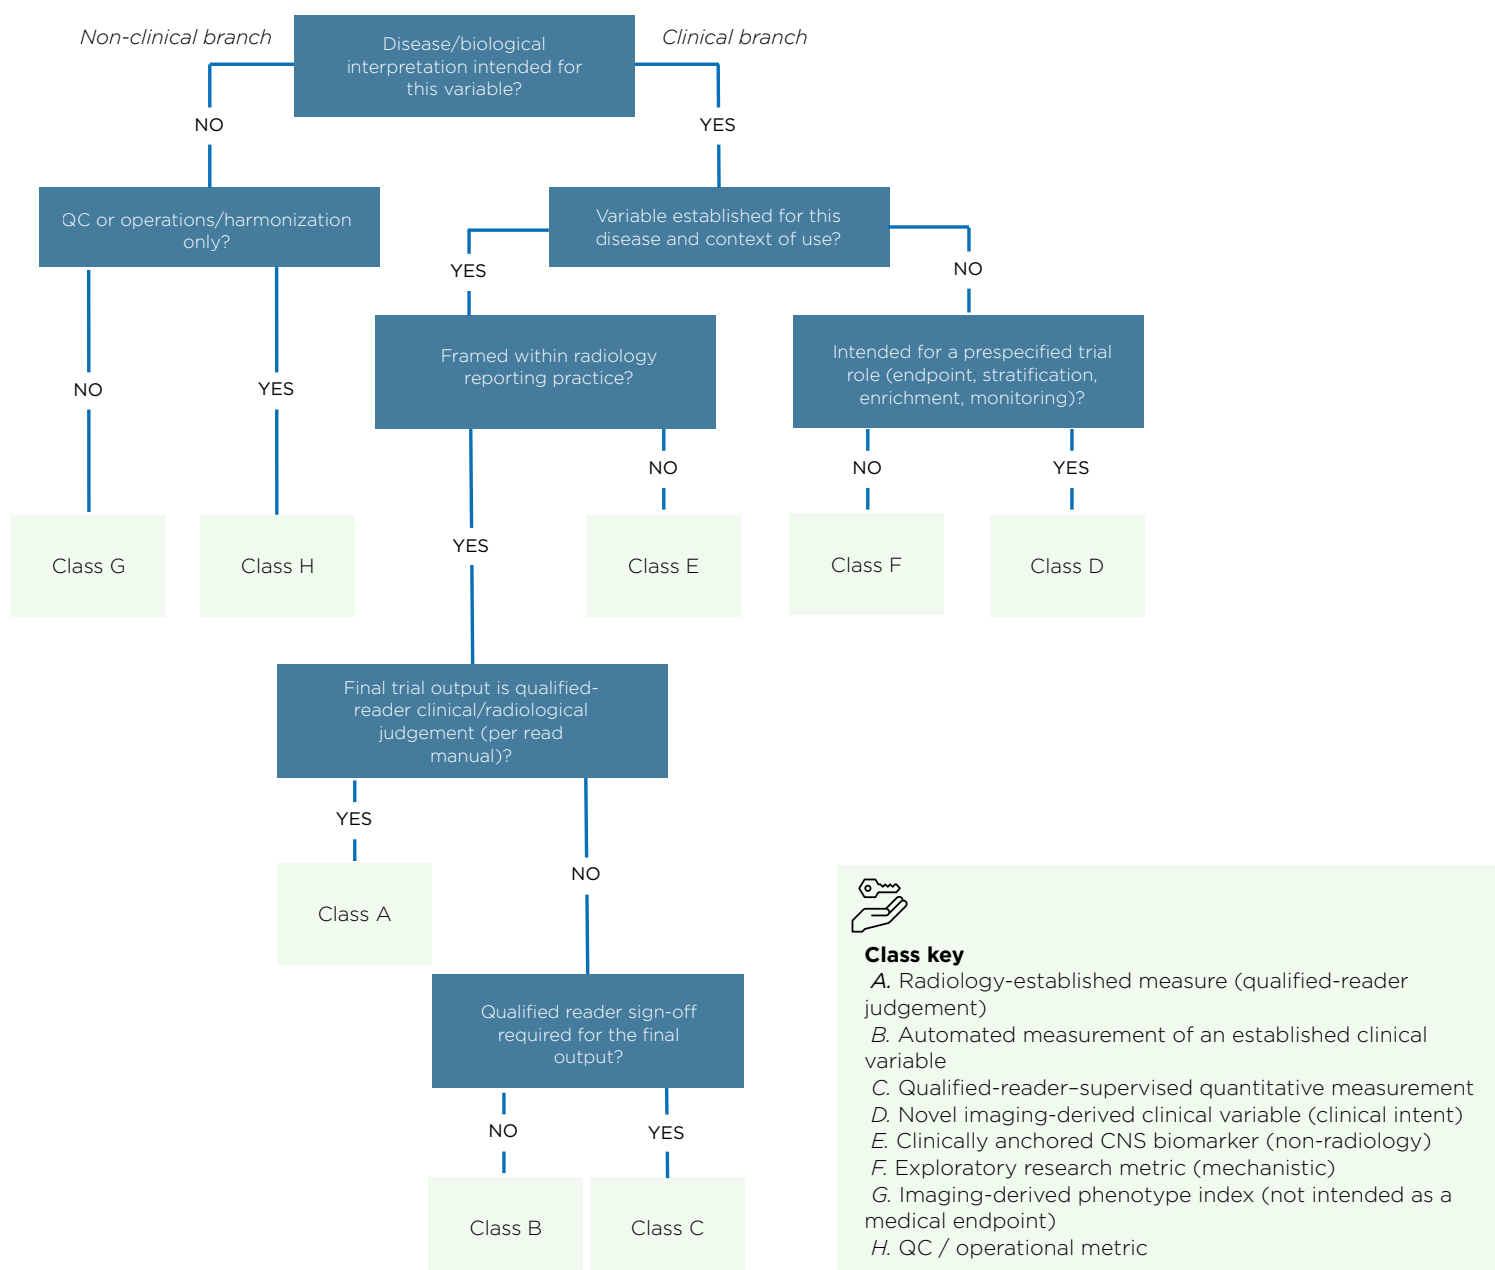 Non-clinical branch
Clinical branch
Disease/biological
interpretation intended for
this variable?
NO
YES
QC or operations/harmonization
only?
Variable established for this
disease and context of use?
YES
NO
Framed within radiology
reporting practice?
Intended for a prespecified trial
role (endpoint, stratification,
enrichment, monitoring)?
NO
YES
NO
NO
YES
YES
Class G
Class H
Class E
Class F
Class D
Final trial output is qualified-
reader clinical/radiological
judgement (per read
manual)?
YES
NO
Class A
Qualified reader sign-off
required for the final
output?
NO
YES
Class B
Class C
Class key
A. Radiology-established measure (qualified-reader
judgement)
B. Automated measurement of an established clinical
variable
C. Qualified-reader–supervised quantitative measurement
D. Novel imaging-derived clinical variable (clinical intent)
E. Clinically anchored CNS biomarker (non-radiology)
F. Exploratory research metric (mechanistic)
G. Imaging-derived phenotype index (not intended as a
medical endpoint)
H. QC / operational metric